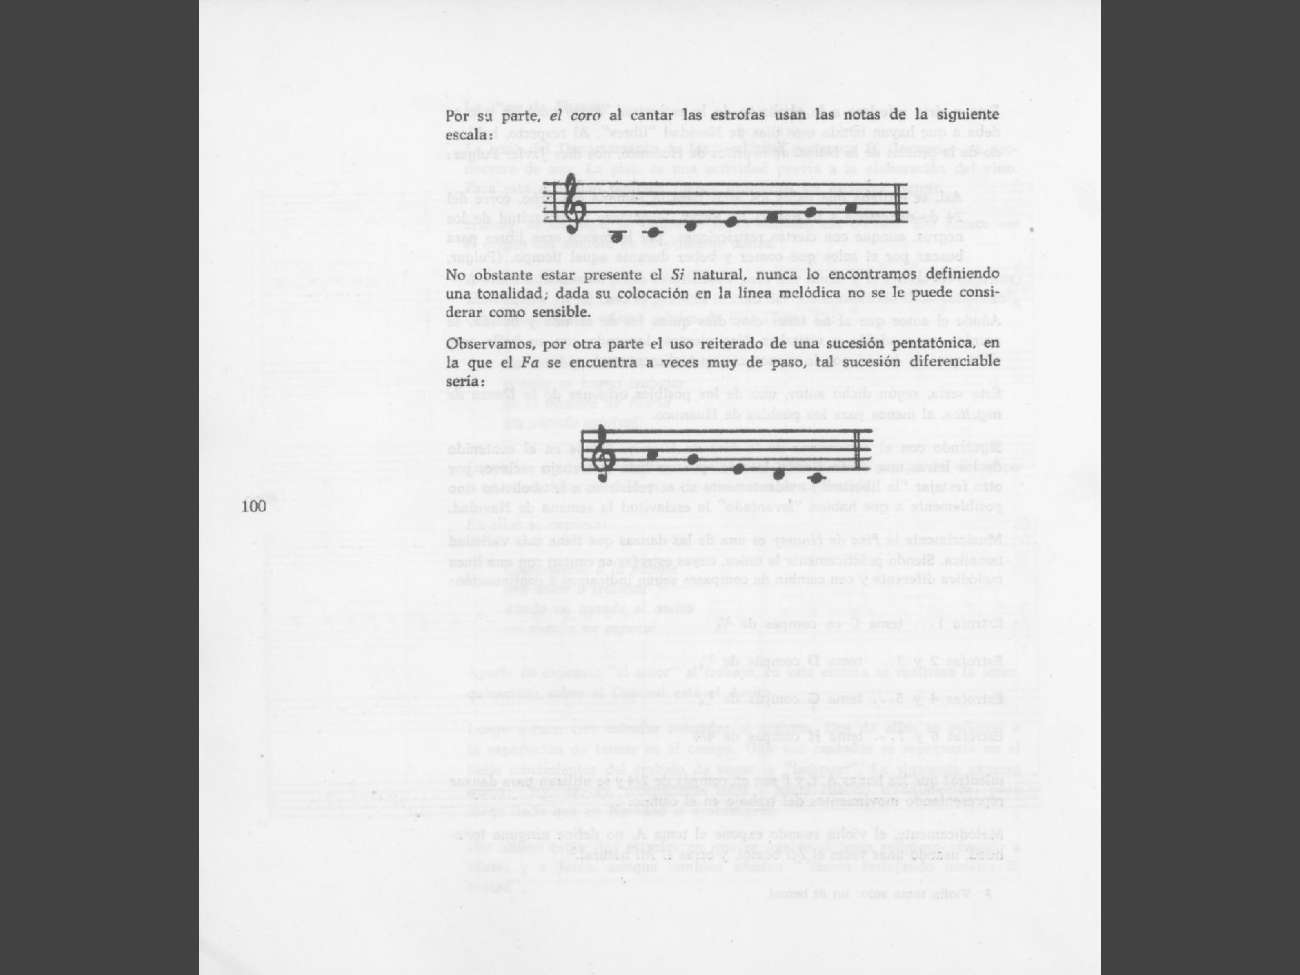 Por su parte, el coro al cantar las estrofas usan las notas de la siguiente
escala:
No obstante estar presente el Si natural, nunca lo encontramos definiendo
una tonalidad; dada su colocación en la línea melódica no se le puede consi-
derar como sensible.
Observamos, por otra parte el uso reiterado de una sucesión pentatónica, en
la que el Fa se encuentra a veces muy de paso, tal sucesión diferenciable
sería:
100